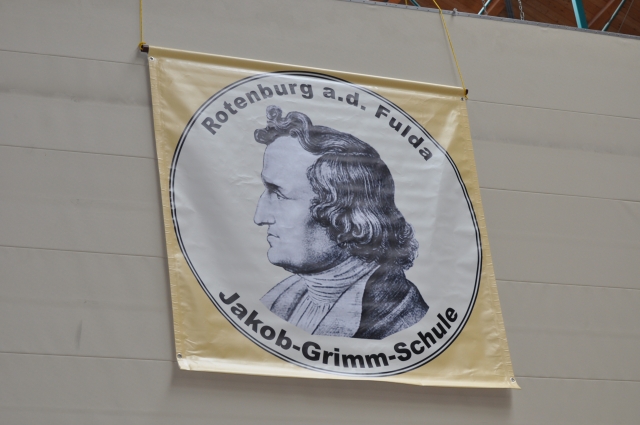 Rotenburg a.d. Fulda
Jakob-Grimm-Schule